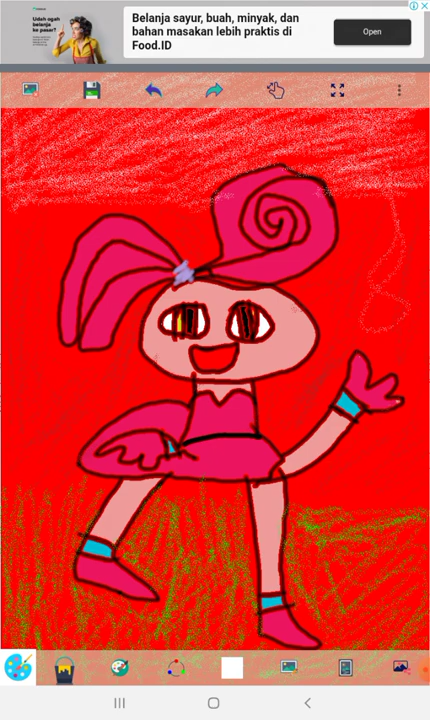 Udah ogah
belanja
ke pasar?
Belanja sayur, buah, minyak, dan
bahan masakan lebih praktis di
Food.ID
Open